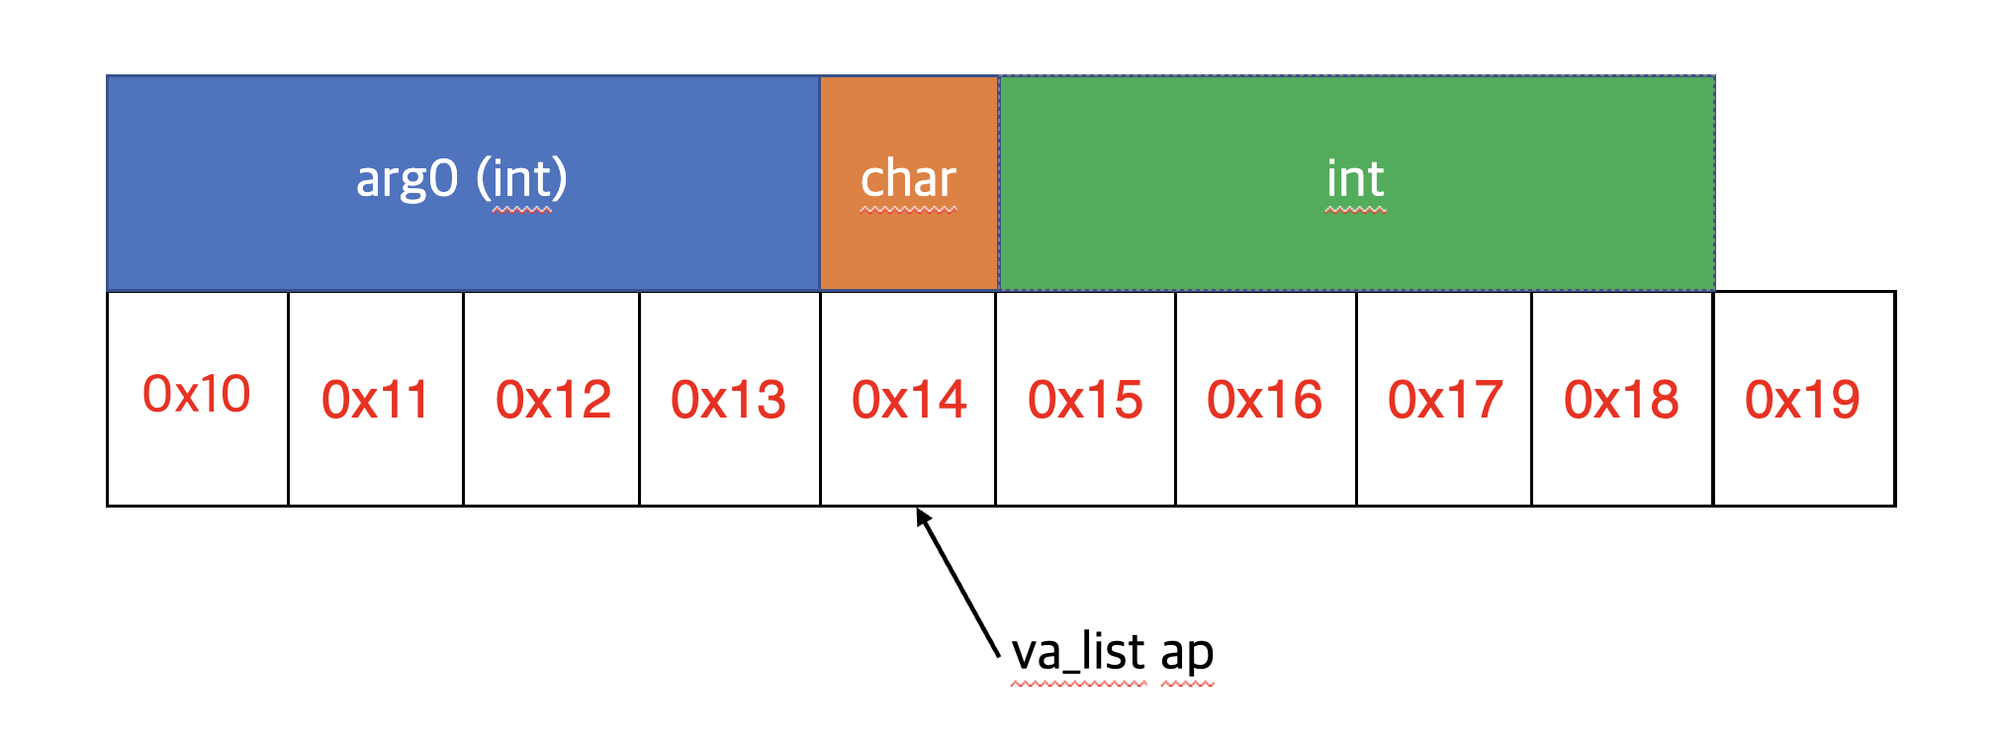 arg0 (int) char int
0x10 0x11 0x12 0x13 0x14 0x15 0x16 0x17 0x18 0x19
va_list ap